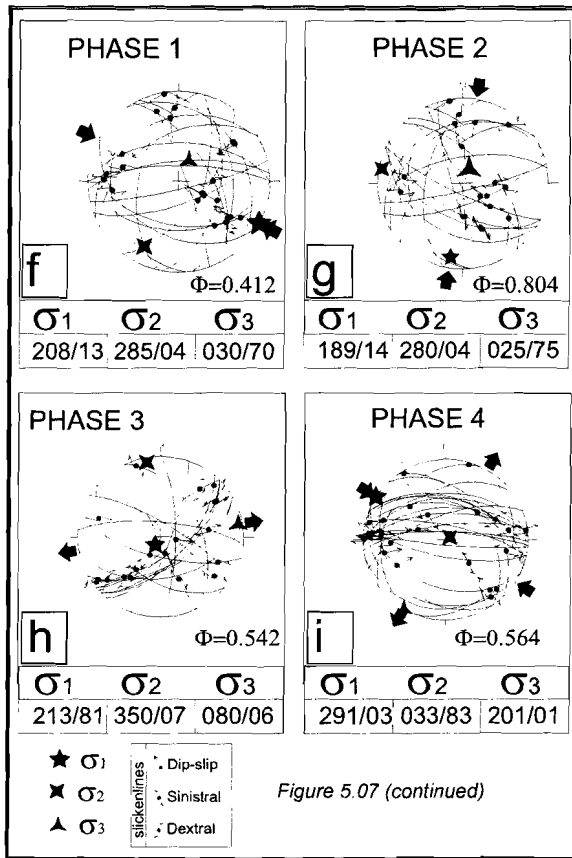 PHASE 1
f
Φ=0.412
σ1 σ2 σ3
208/13 285/04 030/70
PHASE 2
g
Φ=0.804
σ1 σ2 σ3
189/14 280/04 025/75
PHASE 3
h
Φ=0.542
σ1 σ2 σ3
213/81 350/07 080/06
PHASE 4
i
Φ=0.564
σ1 σ2 σ3
291/03 033/83 201/01
σ1
σ2
σ3
slickenlines
Dip-slip
Sinistral
Dextral
Figure 5.07 (continued)